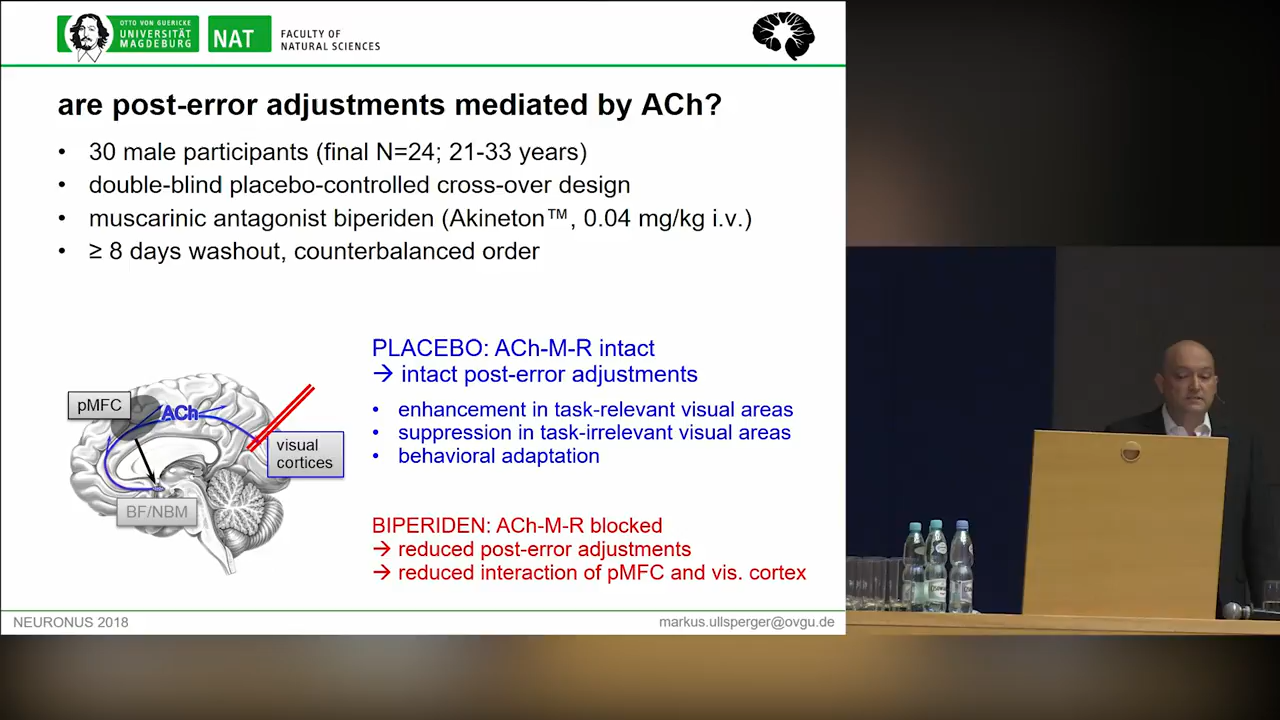 OTTO VON GUERICKE
UNIVERSITÄT
MAGDEBURG
NAT
FACULTY OF
NATURAL SCIENCES
are post-error adjustments mediated by ACh?
• 30 male participants (final N=24; 21-33 years)
• double-blind placebo-controlled cross-over design
• muscarinic antagonist biperiden (Akineton™, 0.04 mg/kg i.v.)
• ≥ 8 days washout, counterbalanced order
pMFC
ACh
visual
cortices
BF/NBM
PLACEBO: ACh-M-R intact
→ intact post-error adjustments
• enhancement in task-relevant visual areas
• suppression in task-irrelevant visual areas
• behavioral adaptation
BIPERIDEN: ACh-M-R blocked
→ reduced post-error adjustments
→ reduced interaction of pMFC and vis. cortex
NEURONUS 2018
markus.ullsperger@ovgu.de